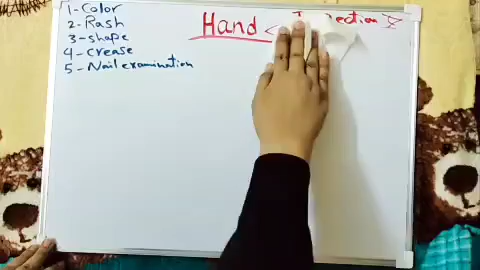 1-Color
2-Rash
3-shape
4-crease
5-Nail examination
Hand <